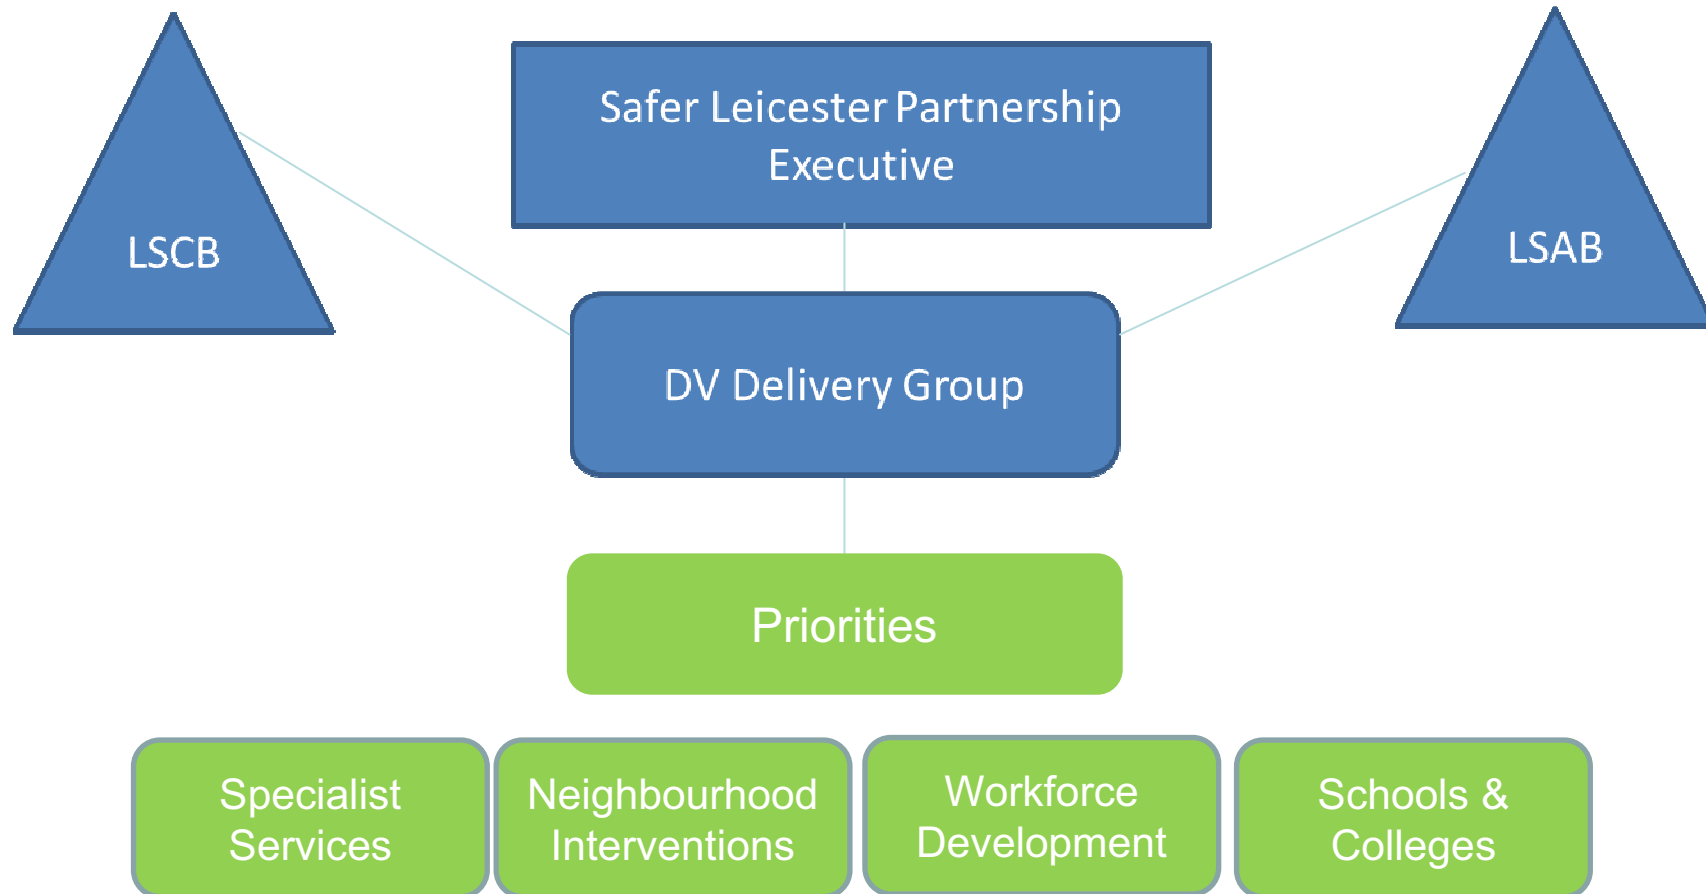 Safer Leicester Partnership
Executive
LSCB
LSAB
DV Delivery Group
Priorities
Specialist
Services
Neighbourhood
Interventions
Workforce
Development
Schools &
Colleges